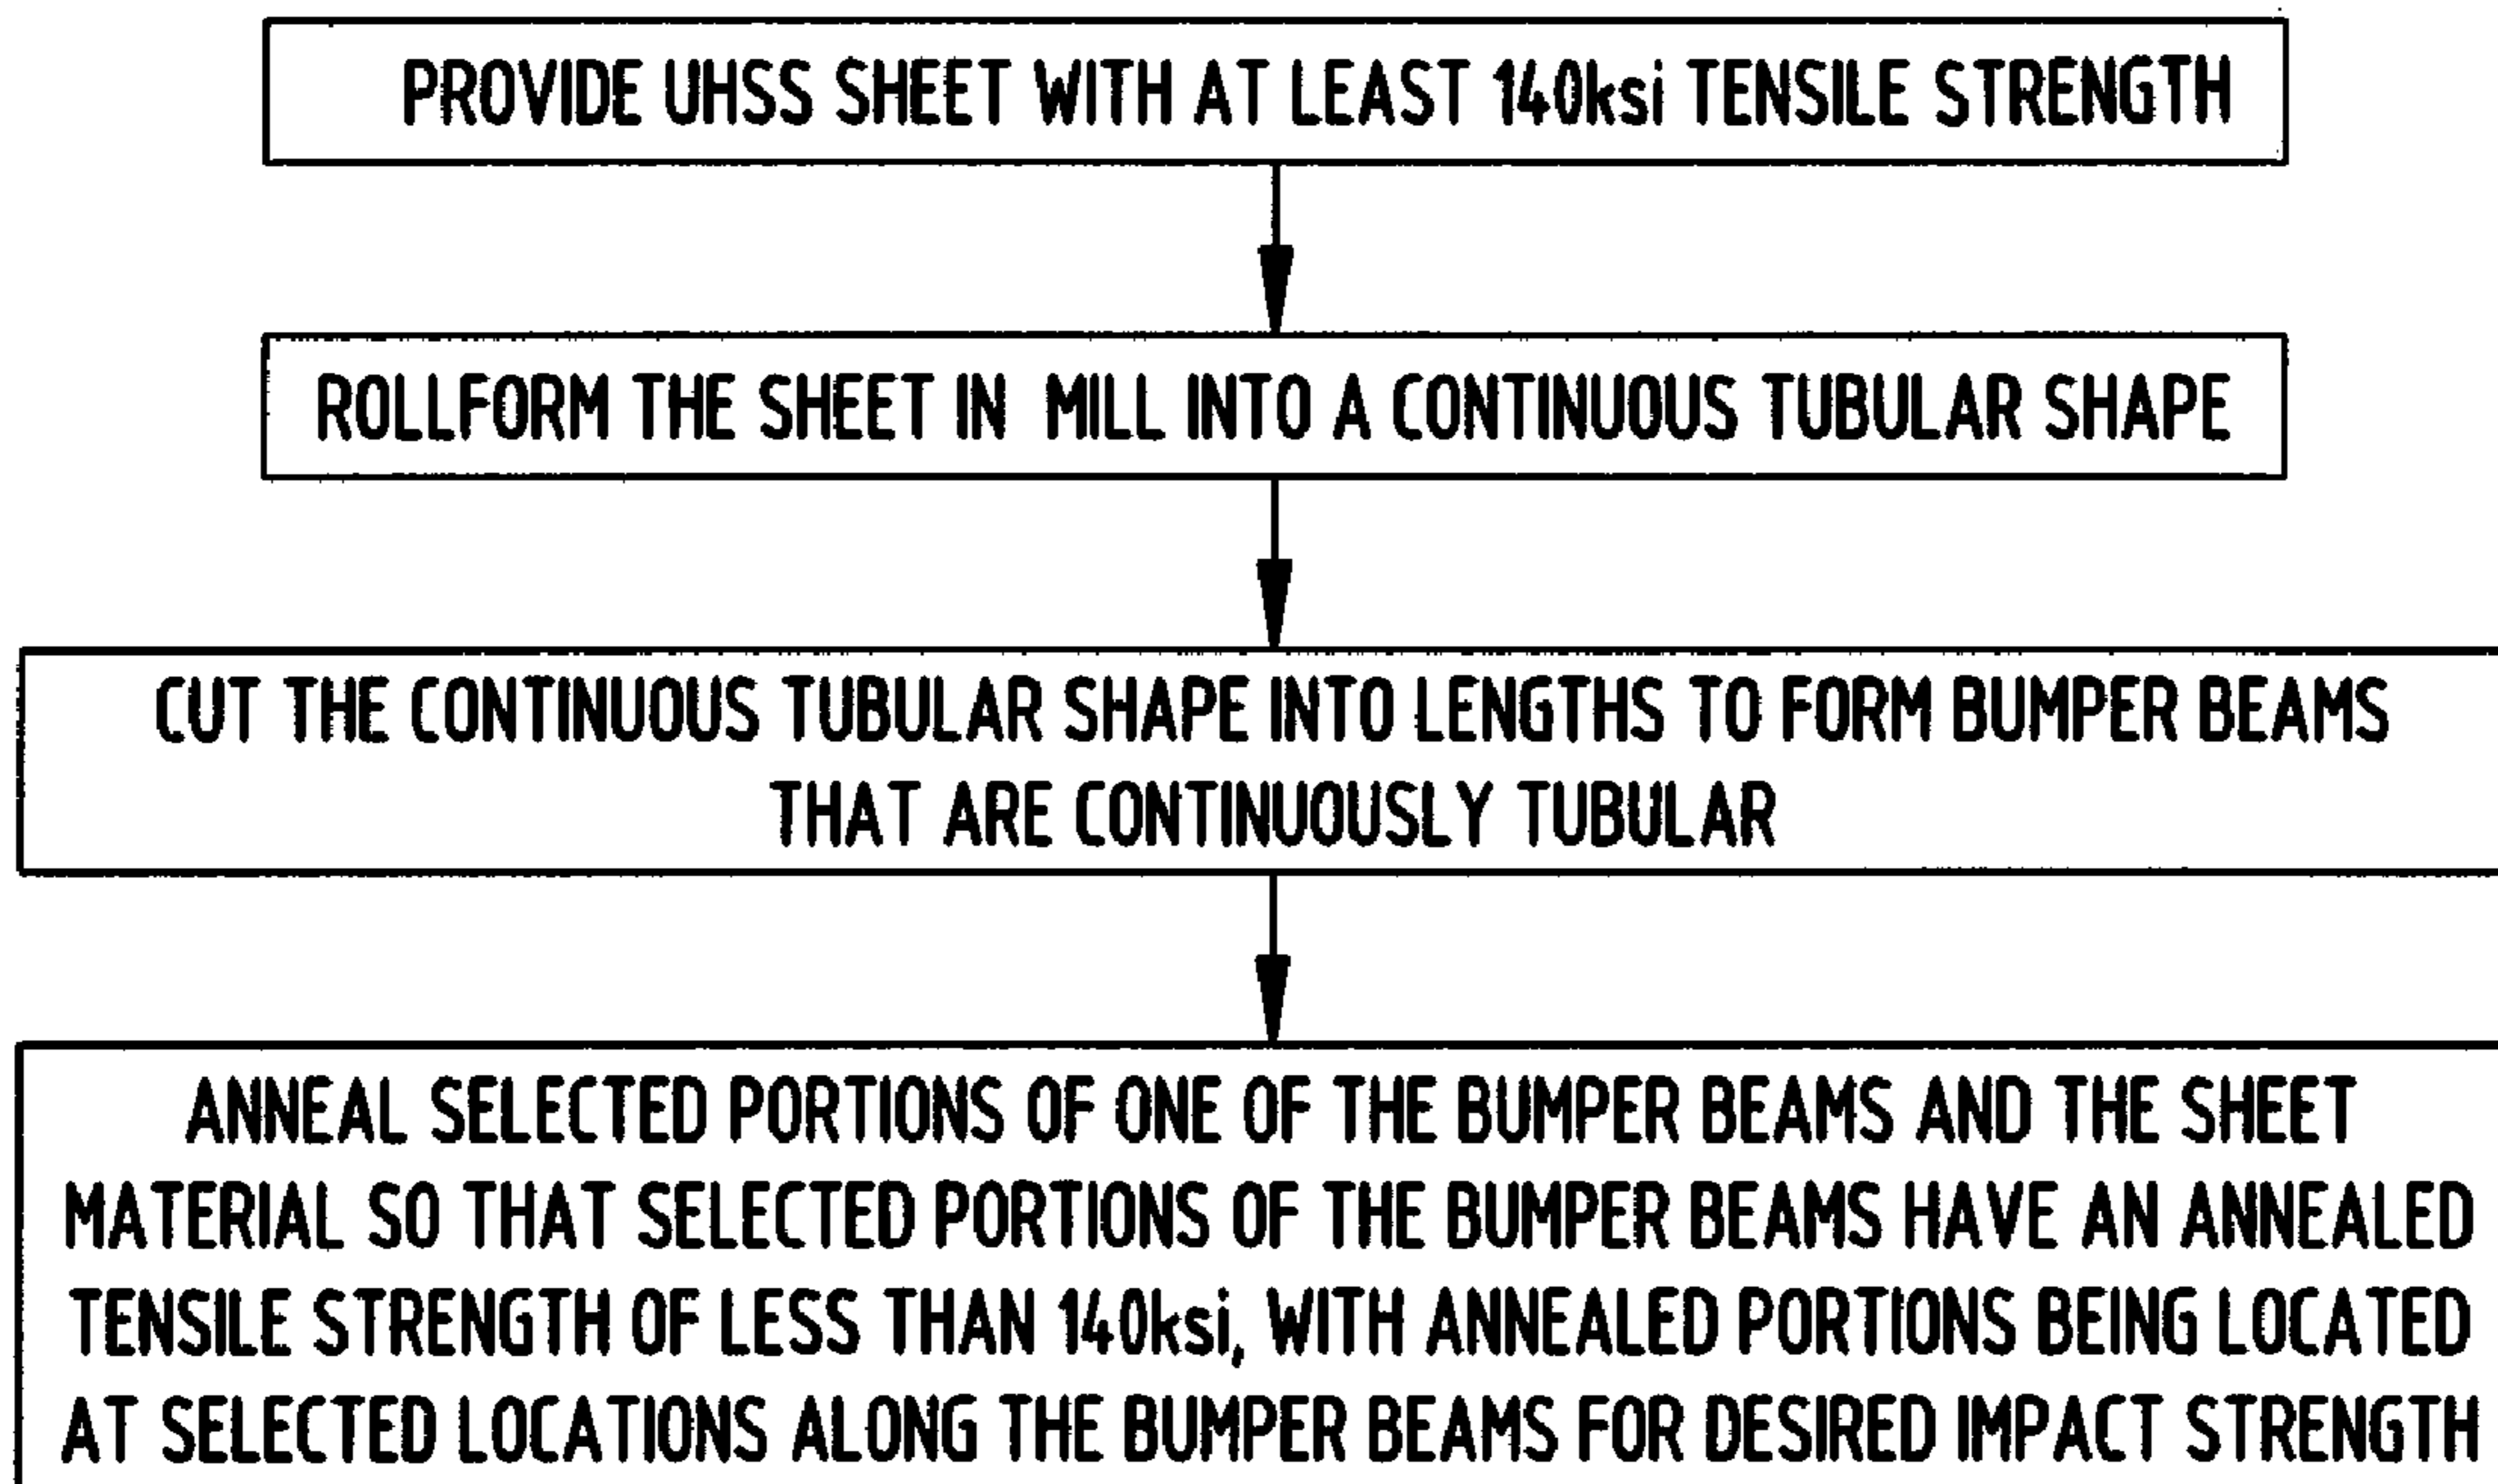 PROVIDE UHSS SHEET WITH AT LEAST 140ksi TENSILE STRENGTH
ROLLFORM THE SHEET IN MILL INTO A CONTINUOUS TUBULAR SHAPE
CUT THE CONTINUOUS TUBULAR SHAPE INTO LENGTHS TO FORM BUMPER BEAMS
THAT ARE CONTINUOUSLY TUBULAR
ANNEAL SELECTED PORTIONS OF ONE OF THE BUMPER BEAMS AND THE SHEET
MATERIAL SO THAT SELECTED PORTIONS OF THE BUMPER BEAMS HAVE AN ANNEALED
TENSILE STRENGTH OF LESS THAN 140ksi, WITH ANNEALED PORTIONS BEING LOCATED
AT SELECTED LOCATIONS ALONG THE BUMPER BEAMS FOR DESIRED IMPACT STRENGTH